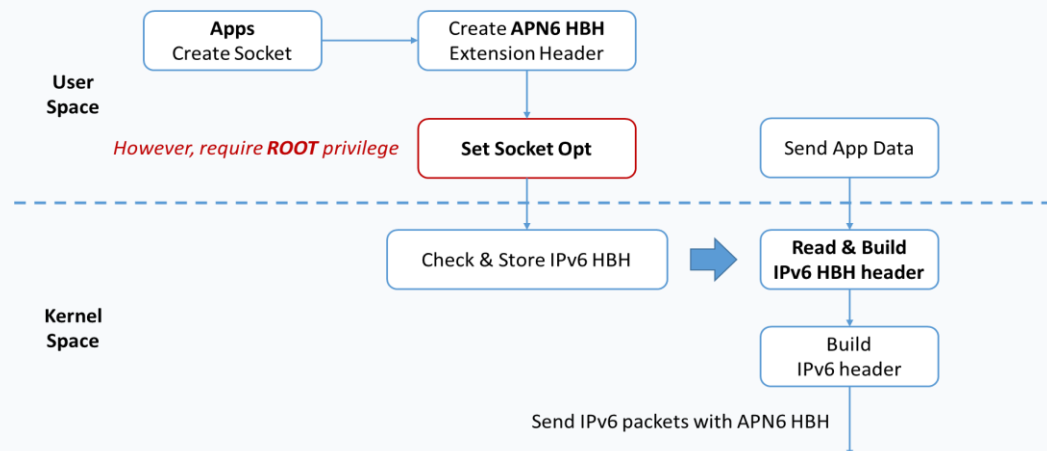 Apps
Create Socket
Create APN6 HBH
Extension Header
User
Space
However, require ROOT privilege
Set Socket Opt
Send App Data
Check & Store IPv6 HBH
Read & Build
IPv6 HBH header
Kernel
Space
Build
IPv6 header
Send IPv6 packets with APN6 HBH